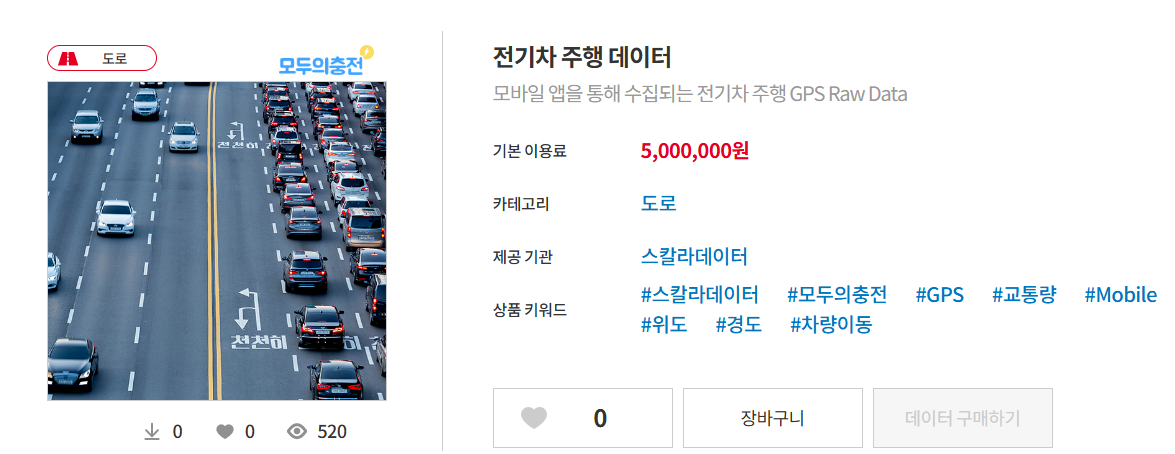 도로
모두의충전
천천히
천천히
0
0
520
전기차 주행 데이터
모바일 앱을 통해 수집되는 전기차 주행 GPS Raw Data
기본 이용료 5,000,000원
카테고리 도로
제공 기관 스칼라데이터
상품 키워드 #스칼라데이터 #모두의충전 #GPS #교통량 #Mobile
#위도 #경도 #차량이동
0
장바구니
데이터 구매하기